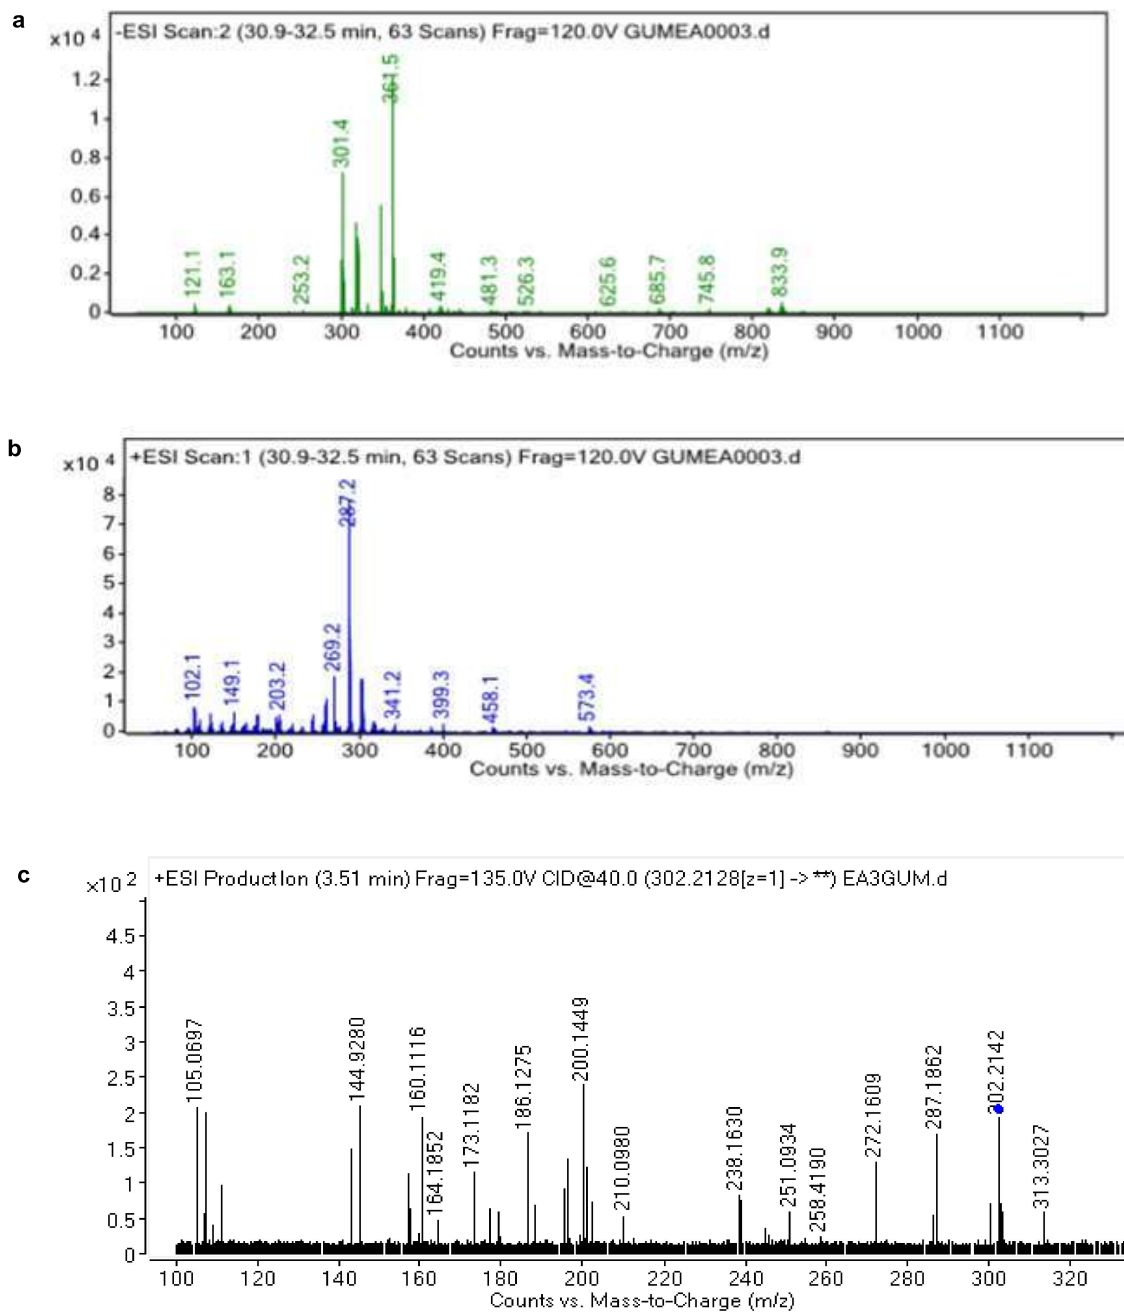 a
x10 4 -ESI Scan:2 (30.9-32.5 min, 63 Scans) Frag=120.0V GUMEA0003.d
361.5
1.2
1
301.4
0.8
0.6
0.4
121.1 163.1 253.2 419.4 481.3 526.3 625.6 685.7 745.8 833.9
0.2
0
100 200 300 400 500 600 700 800 900 1000 1100
Counts vs. Mass-to-Charge (m/z)
b
x10 4 +ESI Scan:1 (30.9-32.5 min, 63 Scans) Frag=120.0V GUMEA0003.d
287.2
8
7
6
5
4
3
269.2
2
102.1 149.1 203.2 341.2 399.3 458.1 573.4
1
0
100 200 300 400 500 600 700 800 900 1000 1100
Counts vs. Mass-to-Charge (m/z)
c
x10 2 +ESI ProductIon (3.51 min) Frag=135.0V CID@40.0 (302.2128[z=1] -> **) EA3GUM.d
4.5
4
3.5
3
2.5
2
1.5
1
0.5
0
105.0697 144.9280 160.1116 164.1852 173.1182 186.1275 200.1449 210.0980 238.1630 251.0934 258.4190 272.1609 287.1862 302.2142 313.3027
100 120 140 160 180 200 220 240 260 280 300 320
Counts vs. Mass-to-Charge (m/z)